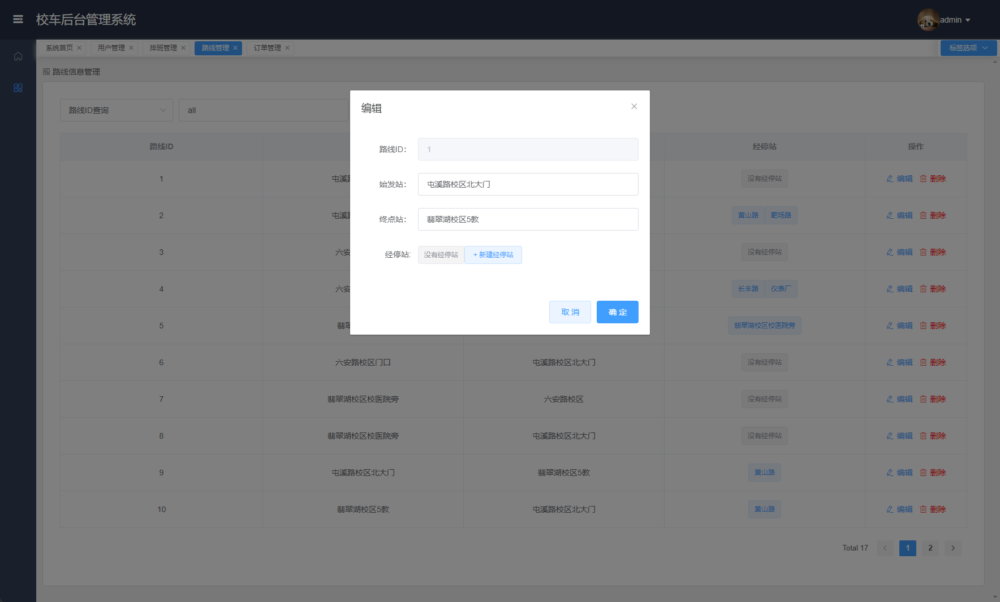 校车后台管理系统
admin
系统首页 用户管理 排班管理 路线管理 订单管理 标签选项
路线信息管理
路线ID查询 all
编辑
路线ID： 1
始发站： 屯溪路校区北大门
终点站： 翡翠湖校区5教
经停站: 没有经停站 + 新建经停站
取 消 确 定
路线ID 经停站 操作
1 屯溪 没有经停站 编辑 删除
2 屯溪 黄山路 靶场路 编辑 删除
3 六安 没有经停站 编辑 删除
4 六安 长丰路 仪表厂 编辑 删除
5 翡 翡翠湖校区校医院旁 编辑 删除
6 六安路校区门口 屯溪路校区北大门 没有经停站 编辑 删除
7 翡翠湖校区校医院旁 六安路校区 没有经停站 编辑 删除
8 翡翠湖校区校医院旁 屯溪路校区北大门 没有经停站 编辑 删除
9 屯溪路校区北大门 翡翠湖校区5教 黄山路 编辑 删除
10 翡翠湖校区5教 屯溪路校区北大门 黄山路 编辑 删除
Total 17 1 2